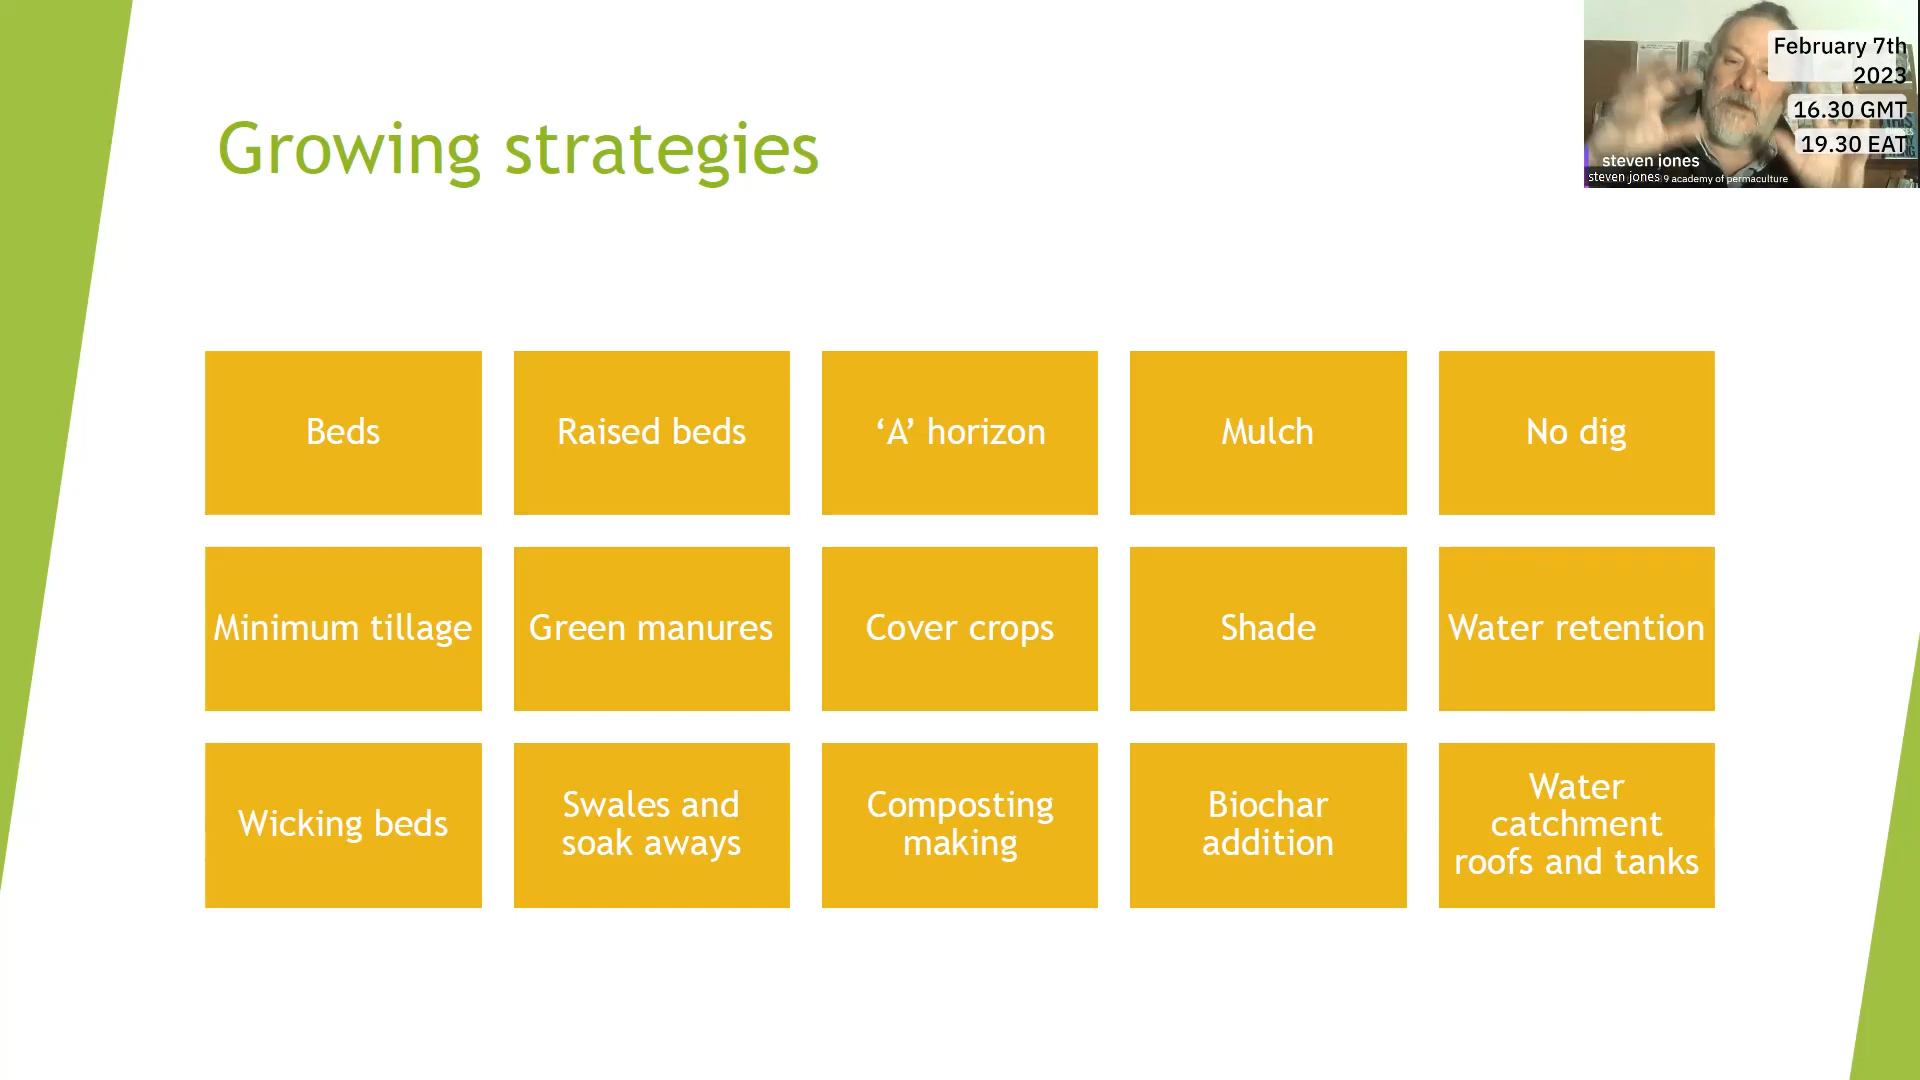 Growing strategies
February 7th
2023
16.30 GMT
19.30 EAT
steven jones
steven jones 9 academy of permaculture
Beds
Raised beds
‘A’ horizon
Mulch
No dig
Minimum tillage
Green manures
Cover crops
Shade
Water retention
Wicking beds
Swales and
soak aways
Composting
making
Biochar
addition
Water
catchment
roofs and tanks